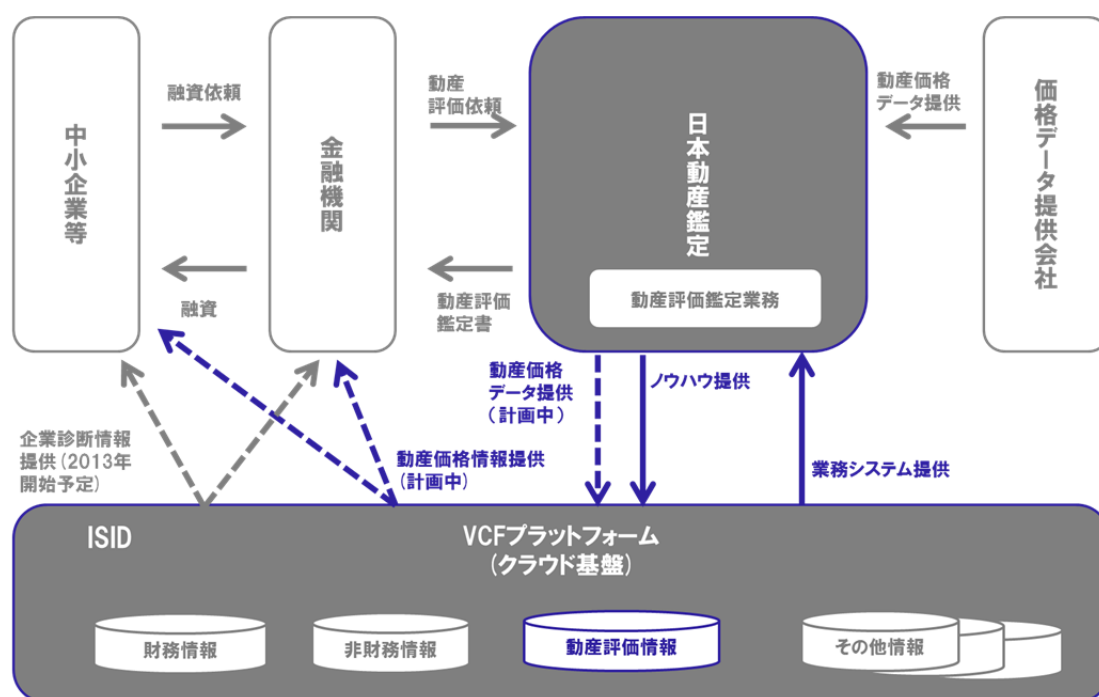 中小企業等
融資依頼
融資
金融機関
動産
評価依頼
動産評価
鑑定書
日本動産鑑定
動産評価鑑定業務
動産価格
データ提供
価格データ提供会社
企業診断情報
提供(2013年
開始予定)
動産価格情報提供
(計画中)
動産価格
データ提供
(計画中)
ノウハウ提供
業務システム提供
ISID
VCFプラットフォーム
(クラウド基盤)
財務情報
非財務情報
動産評価情報
その他情報